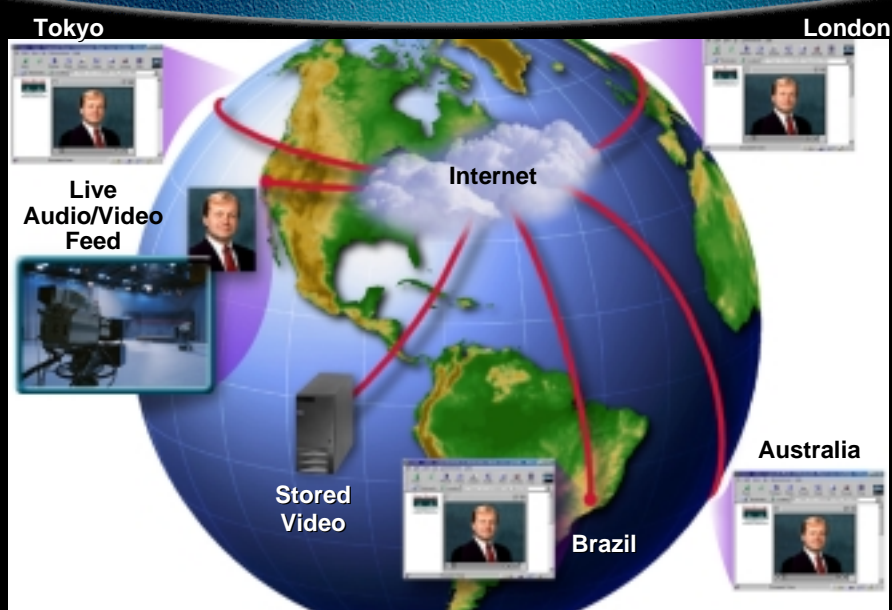 Tokyo
London
Internet
Live
Audio/Video
Feed
Australia
Stored
Video
Brazil